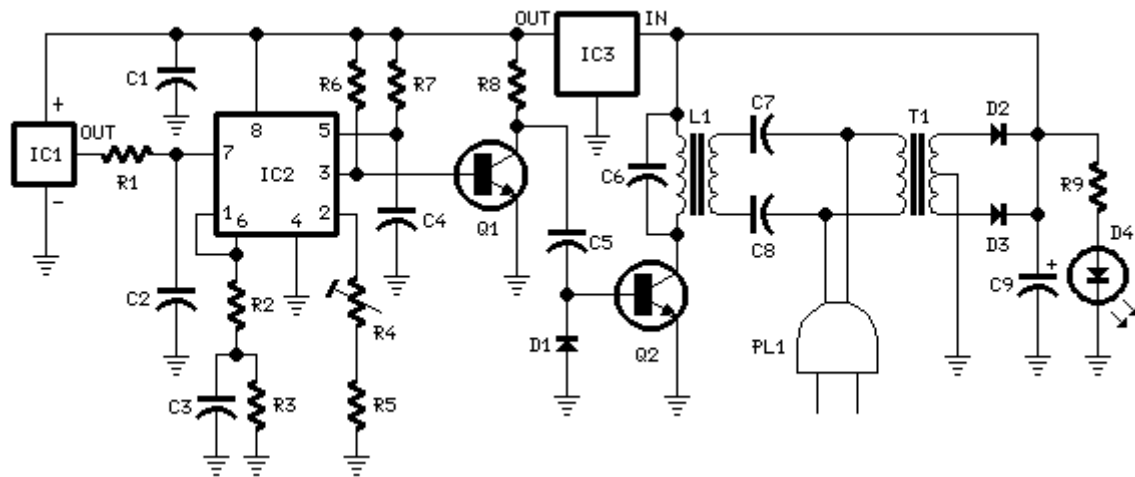 OUT IN
IC3
C1
R6 R7 R8
+ OUT
IC1
-
R1
8 5
7 IC2 3
1 6 4 2
Q1
C4
C5
L1 C7 T1 D2
C6
C8 D3
R9
D4
C2
R2
R4
D1
Q2
PL1
C9 +
C3 R3 R5